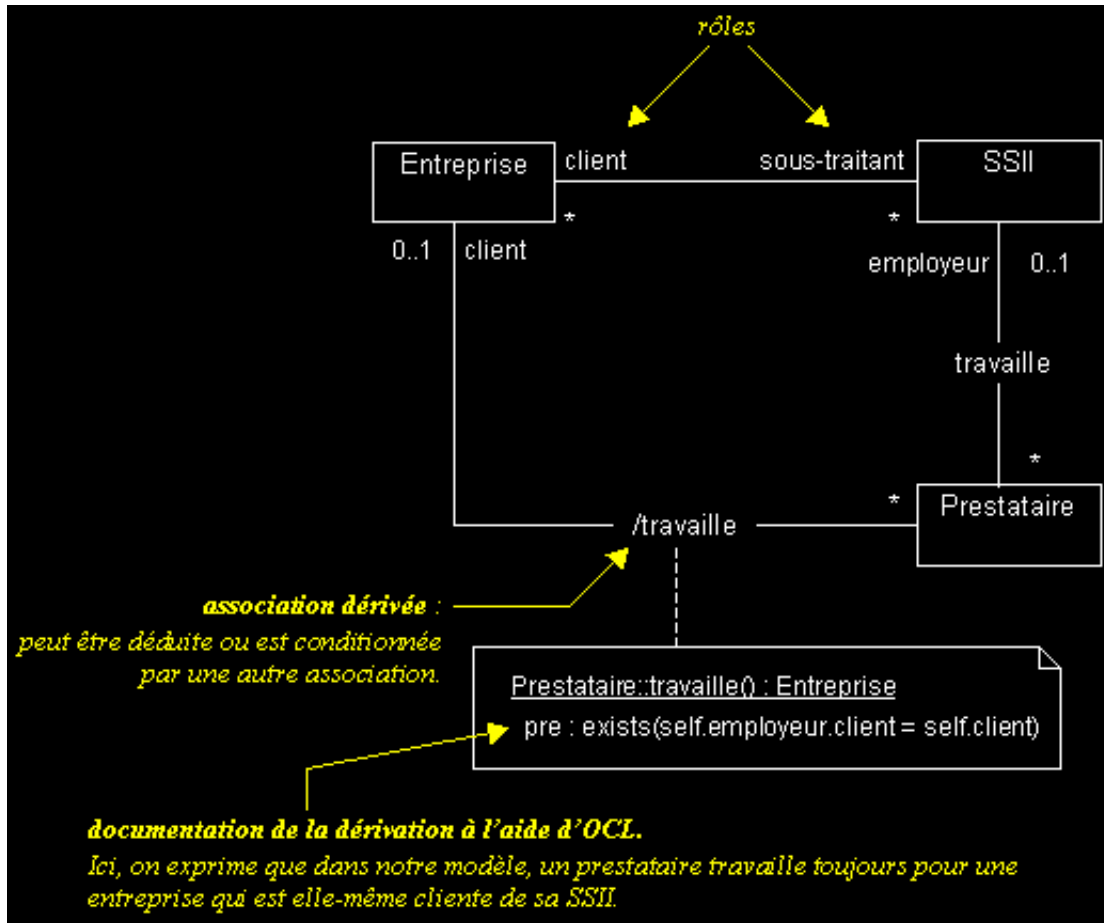 rôles
Entreprise
client
sous-traitant
SSII
*
*
0..1
client
employeur
0..1
travaille
*
*
Prestataire
/travaille
association dérivée :
peut être déduite ou est conditionnée
par une autre association.
Prestataire::travaille() : Entreprise
pre : exists(self.employeur.client = self.client)
documentation de la dérivation à l'aide d'OCL.
Ici, on exprime que dans notre modèle, un prestataire travaille toujours pour une
entreprise qui est elle-même cliente de sa SSII.